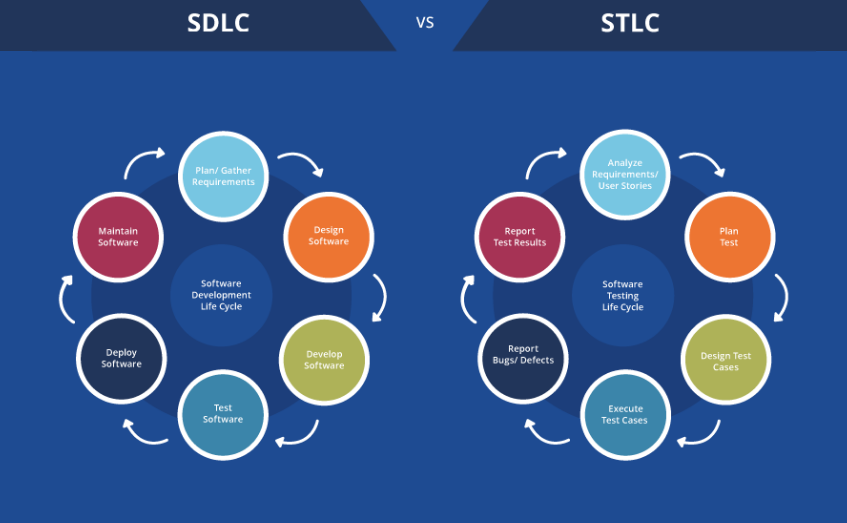 SDLC
VS
STLC
Plan/ Gather
Requirements
Design
Software
Develop
Software
Test
Software
Deploy
Software
Maintain
Software
Software
Development
Life Cycle
Analyze
Requirements/
User Stories
Plan
Test
Design Test
Cases
Execute
Test Cases
Report
Bugs/ Defects
Report
Test Results
Software
Testing
Life Cycle